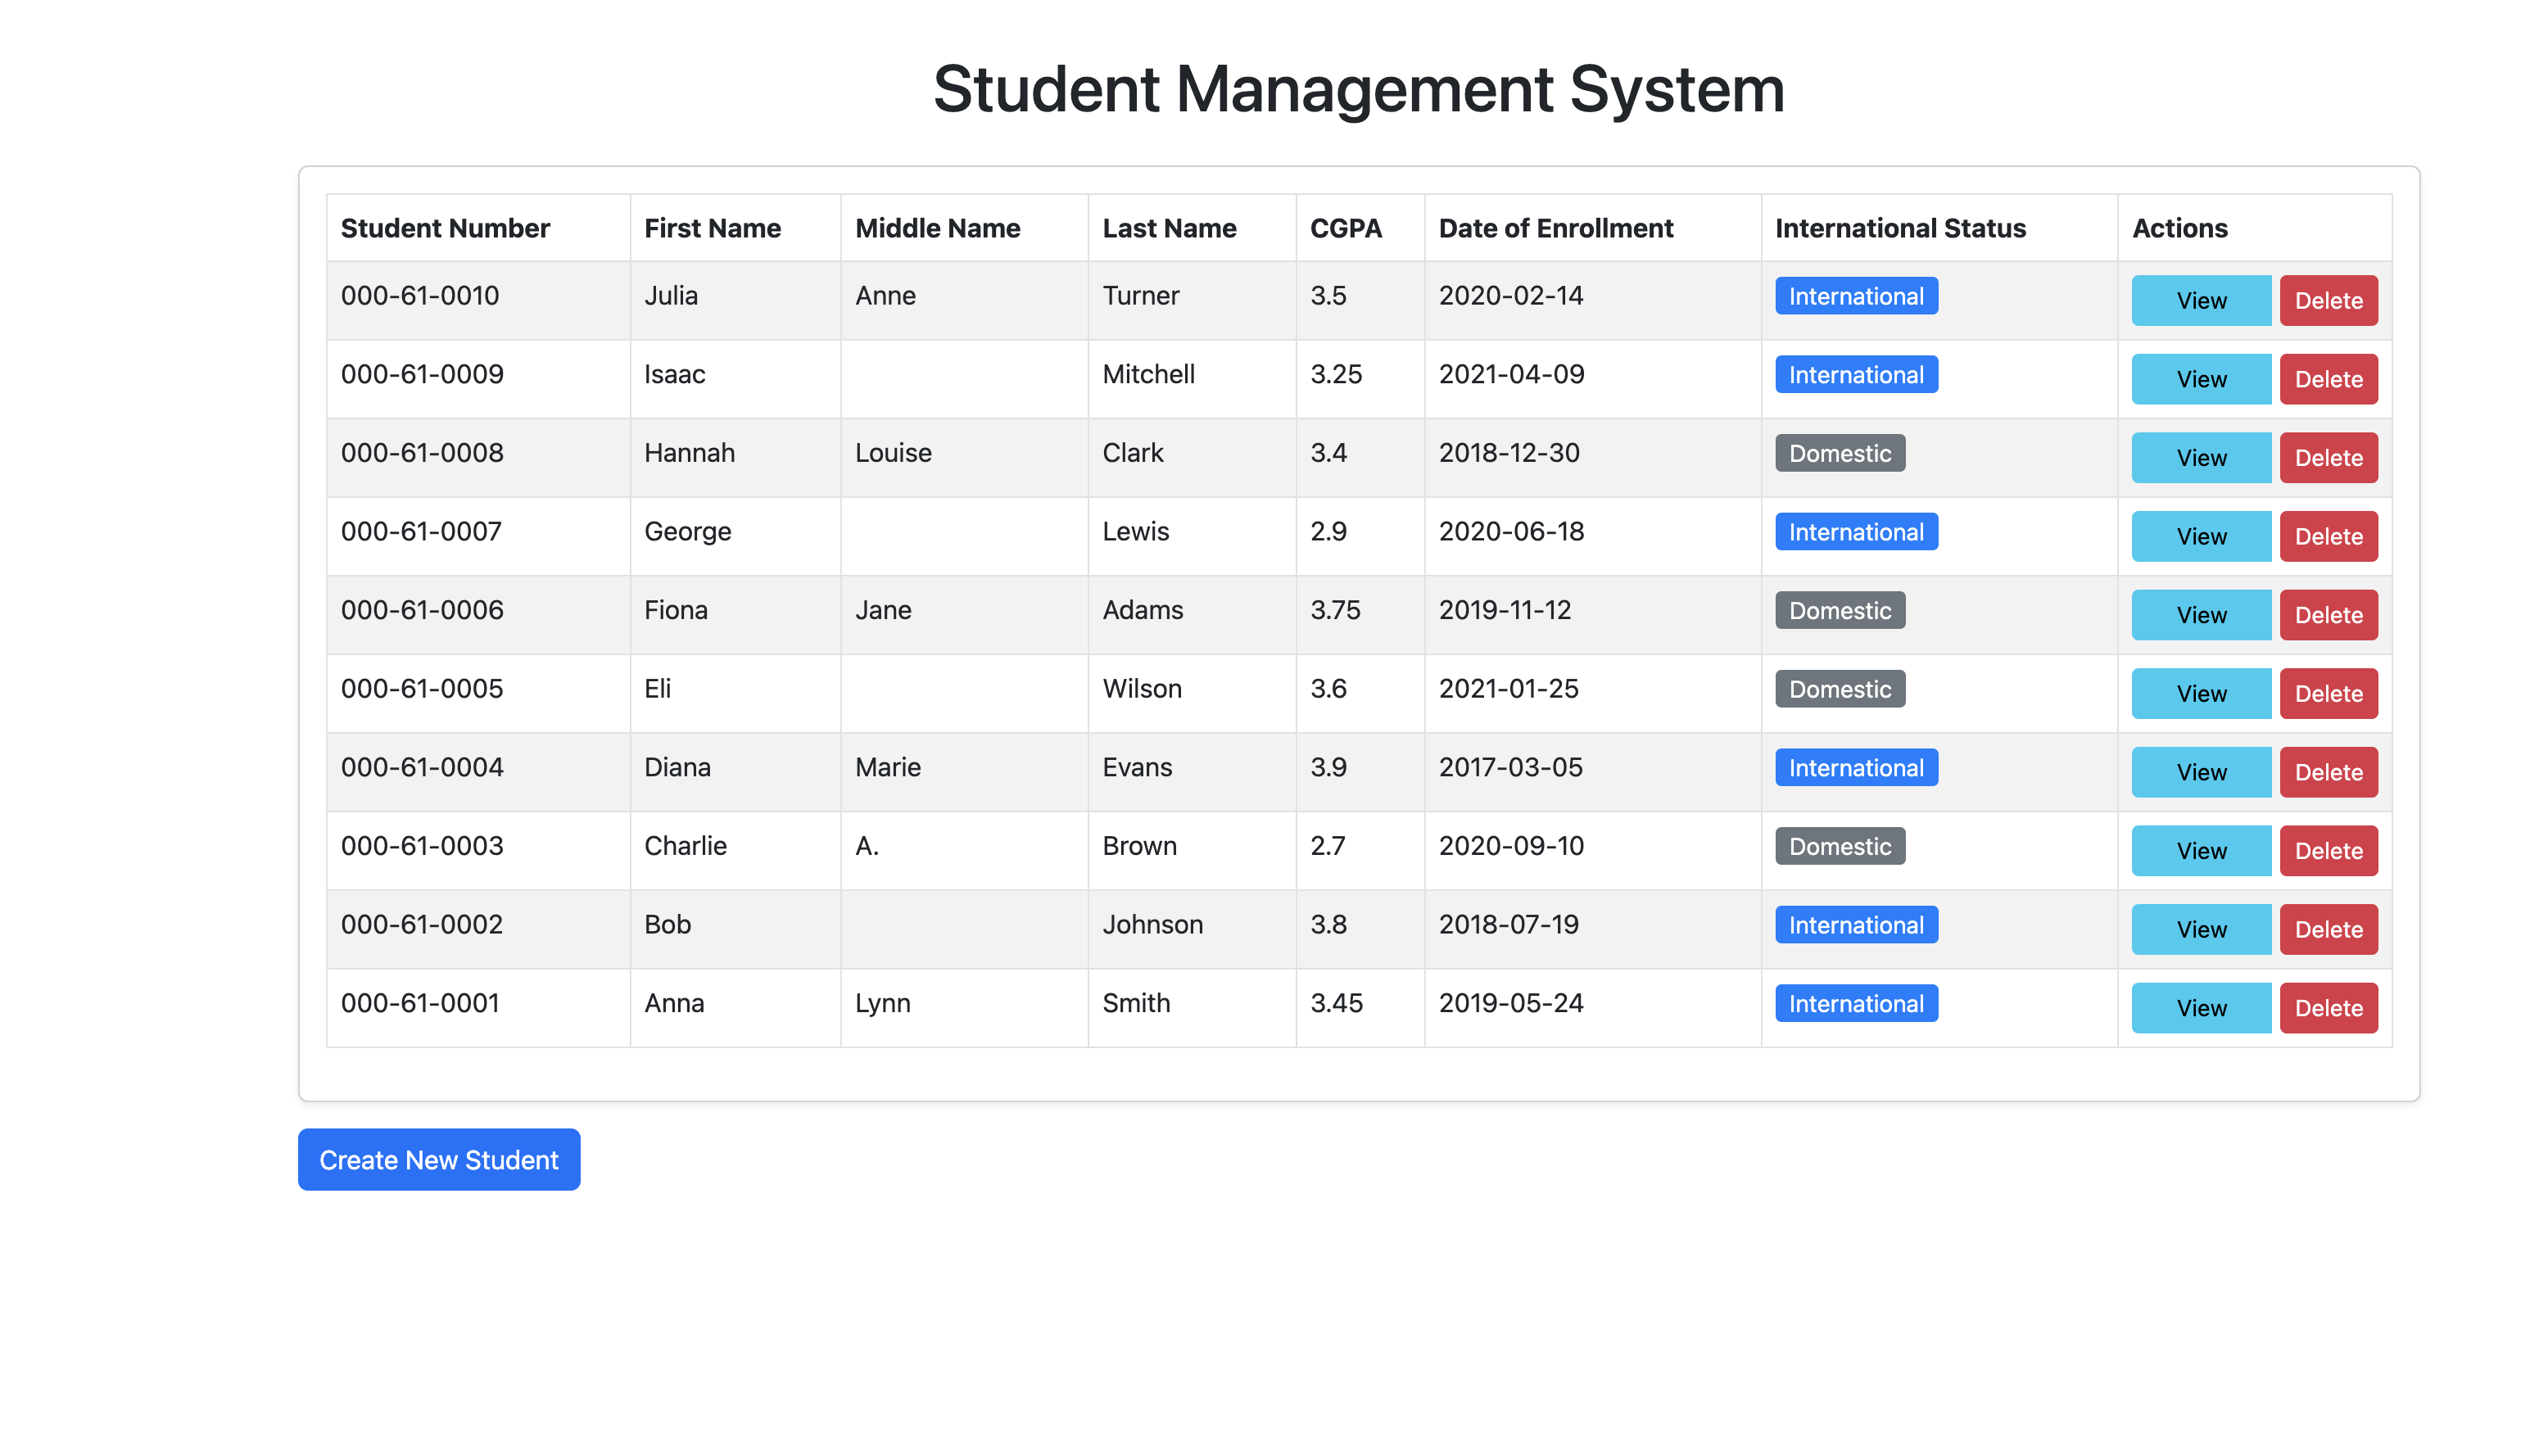 Student Management System
Student Number First Name Middle Name Last Name CGPA Date of Enrollment International Status Actions
000-61-0010 Julia Anne Turner 3.5 2020-02-14 International View Delete
000-61-0009 Isaac Mitchell 3.25 2021-04-09 International View Delete
000-61-0008 Hannah Louise Clark 3.4 2018-12-30 Domestic View Delete
000-61-0007 George Lewis 2.9 2020-06-18 International View Delete
000-61-0006 Fiona Jane Adams 3.75 2019-11-12 Domestic View Delete
000-61-0005 Eli Wilson 3.6 2021-01-25 Domestic View Delete
000-61-0004 Diana Marie Evans 3.9 2017-03-05 International View Delete
000-61-0003 Charlie A. Brown 2.7 2020-09-10 Domestic View Delete
000-61-0002 Bob Johnson 3.8 2018-07-19 International View Delete
000-61-0001 Anna Lynn Smith 3.45 2019-05-24 International View Delete
Create New Student